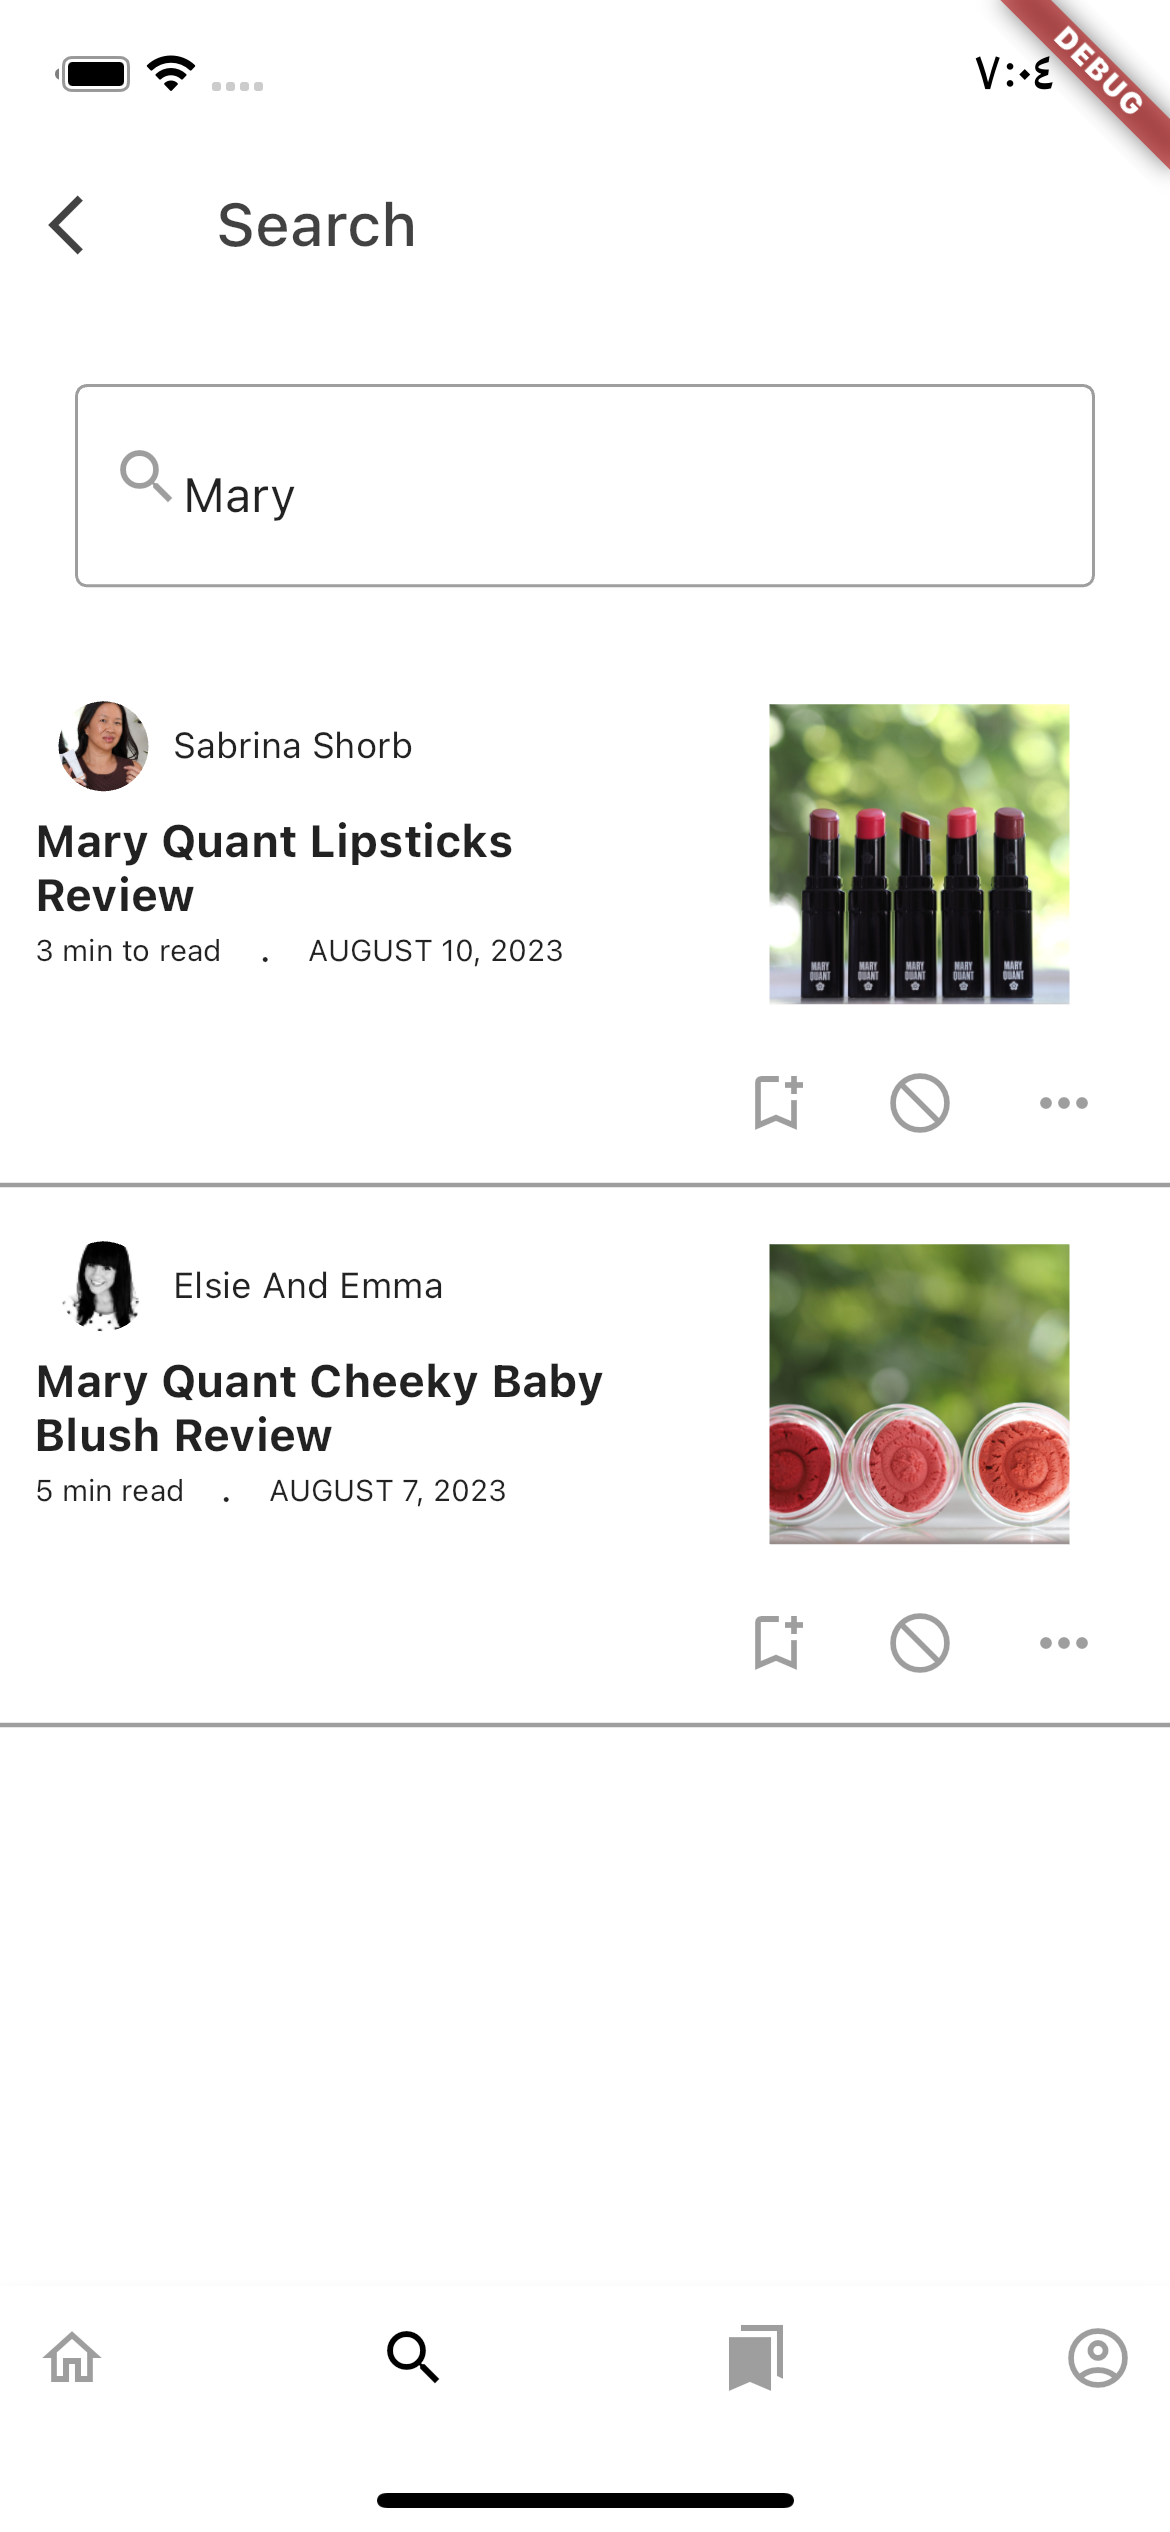 ٧:٠٤
DEBUG
Search
Mary
Sabrina Shorb
Mary Quant Lipsticks
Review
3 min to read . AUGUST 10, 2023
MARY QUANT
MARY QUANT
MARY QUANT
MARY QUANT
MARY QUANT
Elsie And Emma
Mary Quant Cheeky Baby
Blush Review
5 min read . AUGUST 7, 2023